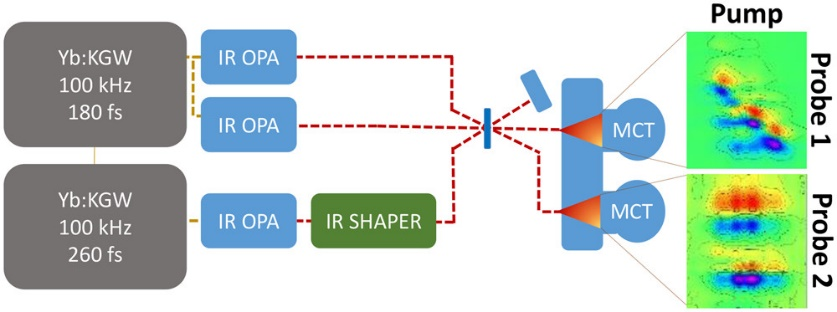 Pump
Yb:KGW
100 kHz
180 fs
IR OPA
IR OPA
MCT
Probe 1
Yb:KGW
100 kHz
260 fs
IR OPA
IR SHAPER
MCT
Probe 2